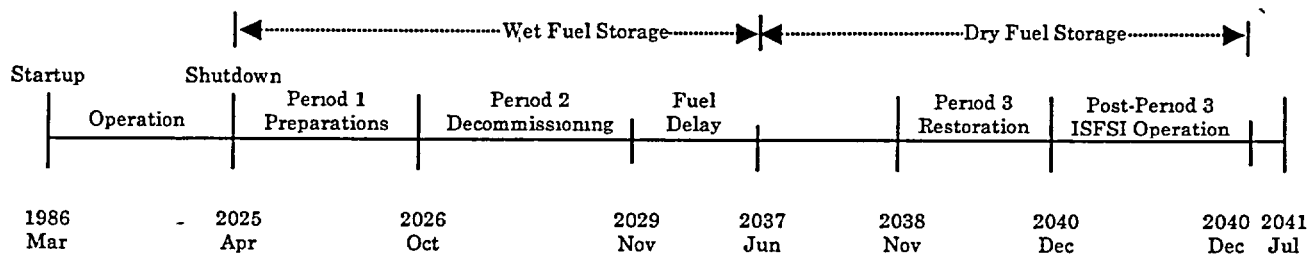 Wet Fuel Storage
Dry Fuel Storage
Startup
Shutdown
Operation
Period 1
Preparations
Period 2
Decommissioning
Fuel
Delay
Period 3
Restoration
Post-Period 3
ISFSI Operation
1986
Mar
2025
Apr
2026
Oct
2029
Nov
2037
Jun
2038
Nov
2040
Dec
2040
Dec
2041
Jul